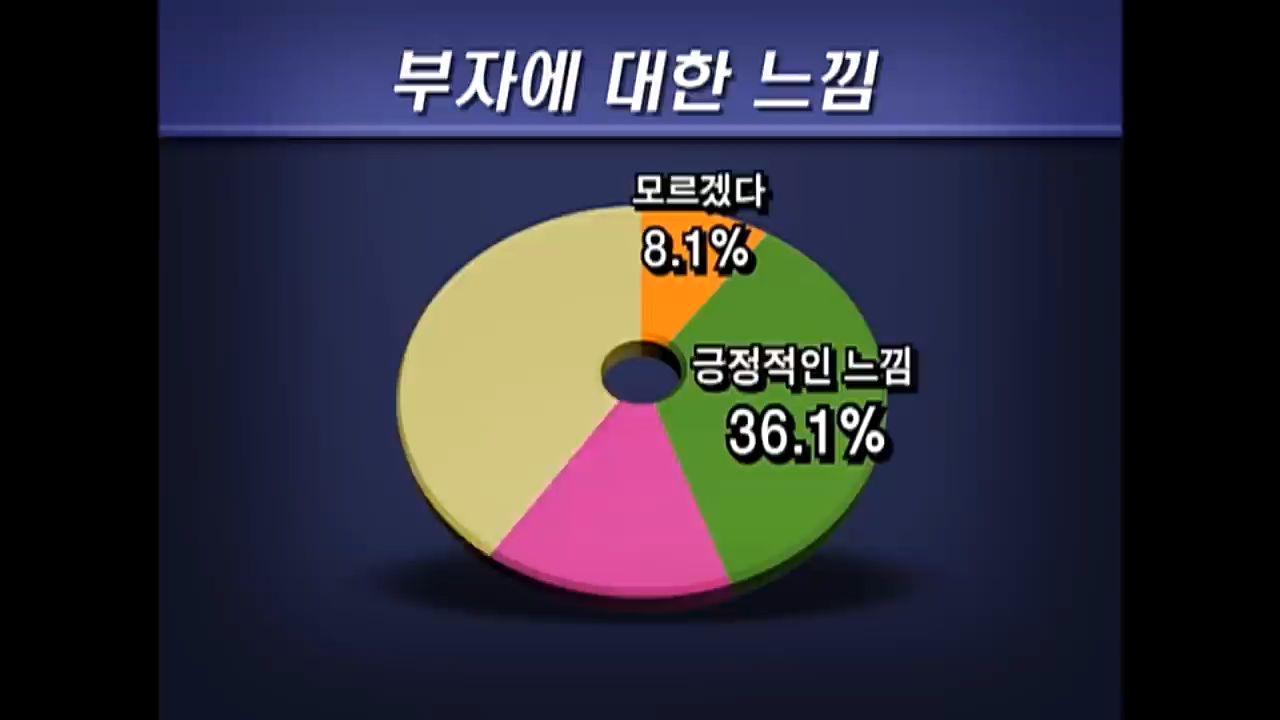 부자에 대한 느낌
모르겠다
8.1%
긍정적인 느낌
36.1%